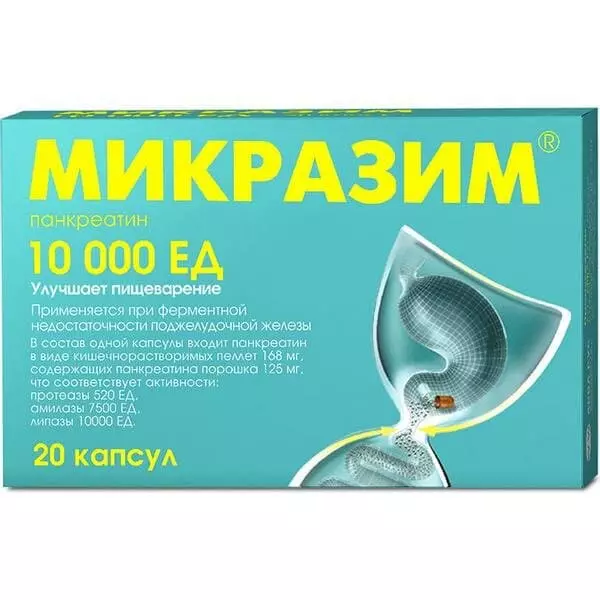 МИКРАЗИМ®
панкреатин
10 000 ЕД
Улучшает пищеварение
Применяется при ферментной
недостаточности поджелудочной железы
В состав одной капсулы входит панкреатин
в виде кишечнорастворимых пеллет 168 мг,
содержащих панкреатина порошка 125 мг,
что соответствует активности:
протеазы 520 ЕД,
амилазы 7500 ЕД,
липазы 10000 ЕД.
20 капсул